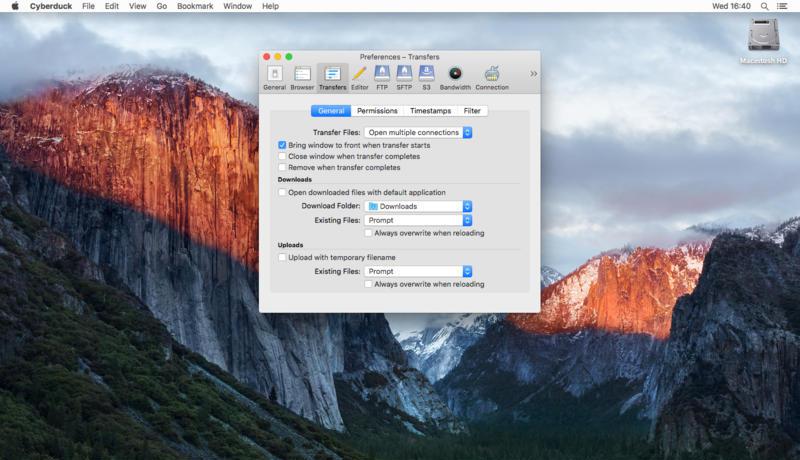 Cyberduck File Edit View Go Bookmark Window Help Wed 16:40
Macintosh HD
Preferences – Transfers
General Browser Transfers Editor FTP SFTP S3 Bandwidth Connection
General Permissions Timestamps Filter
Transfer Files: Open multiple connections
Bring window to front when transfer starts
Close window when transfer completes
Remove when transfer completes
Downloads
Open downloaded files with default application
Download Folder: Downloads
Existing Files: Prompt
Always overwrite when reloading
Uploads
Upload with temporary filename
Existing Files: Prompt
Always overwrite when reloading